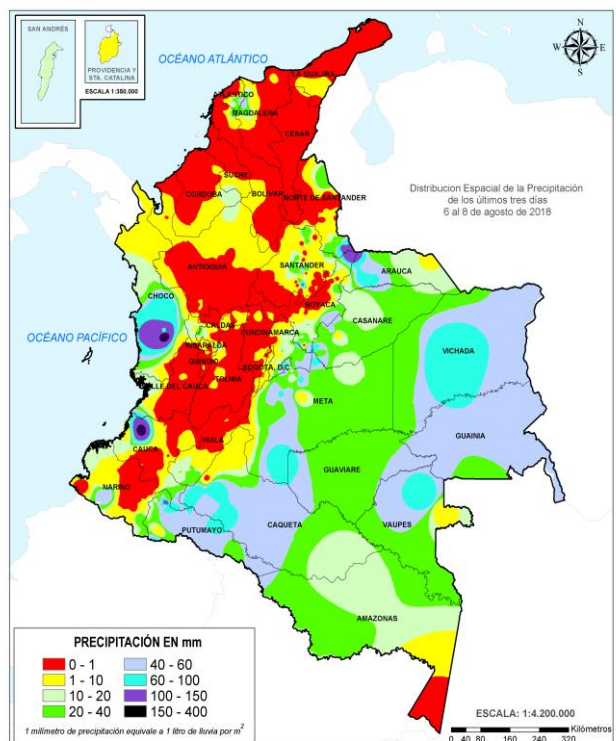 SAN ANDRÉS
PROVIDENCIA Y
STA. CATALINA
ESCALA 1:350.000
OCÉANO ATLÁNTICO
N
W
E
S
LA GUAJIRA
ATLANTICO
MAGDALENA
CESAR
SUCRE
CORDOBA
BOLIVAR
NORTE DE SANTANDER
Distribucion Espacial de la Precipitación
de los últimos tres días
6 al 8 de agosto de 2018
ANTIOQUIA
SANTANDER
ARAUCA
CHOCO
BOYACA
CASANARE
OCÉANO PACÍFICO
CALDAS
CUNDINAMARCA
RISARALDA
VICHADA
QUINDIO
BOGOTA, D.C.
TOLIMA
VALLE DEL CAUCA
META
GUAINIA
HUILA
CAUCA
GUAVIARE
NARIÑO
CAQUETA
VAUPES
PUTUMAYO
AMAZONAS
PRECIPITACIÓN EN mm
0 - 1
40 - 60
1 - 10
60 - 100
10 - 20
100 - 150
20 - 40
150 - 400
1 milimetro de precipitación equivale a 1 litro de lluvia por m²
ESCALA: 1:4.200.000
Kilómetros
0 40 80 160 240 320